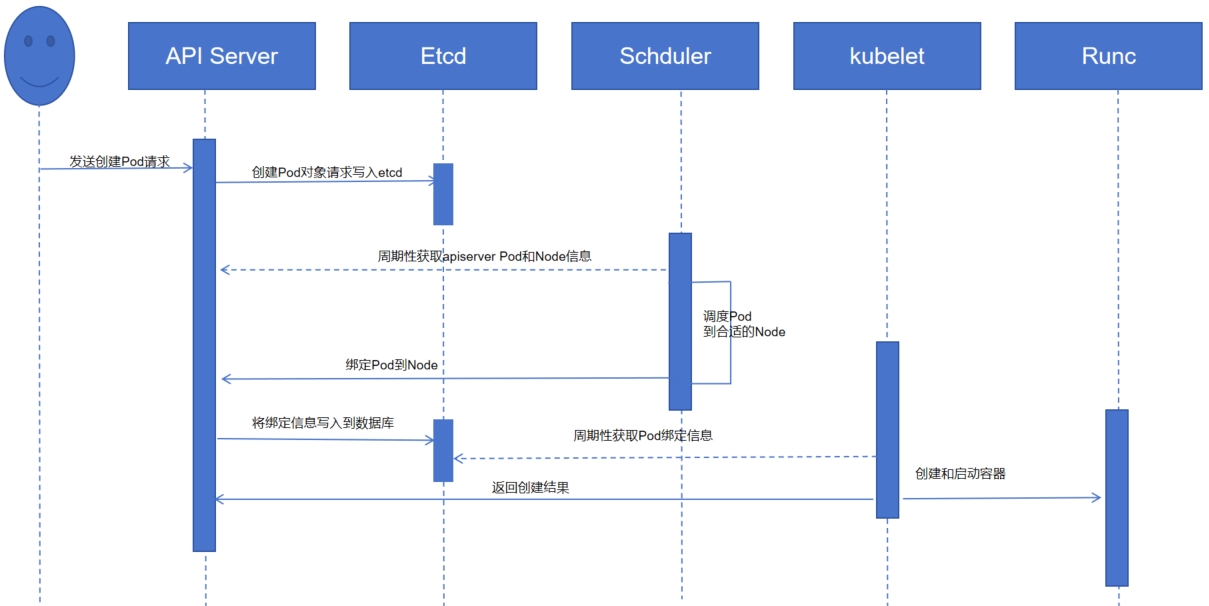 API Server
Etcd
Schduler
kubelet
Runc
发送创建Pod请求
创建Pod对象请求写入etcd
周期性获取apiserver Pod和Node信息
调度Pod
到合适的Node
绑定Pod到Node
将绑定信息写入到数据库
周期性获取Pod绑定信息
创建和启动容器
返回创建结果